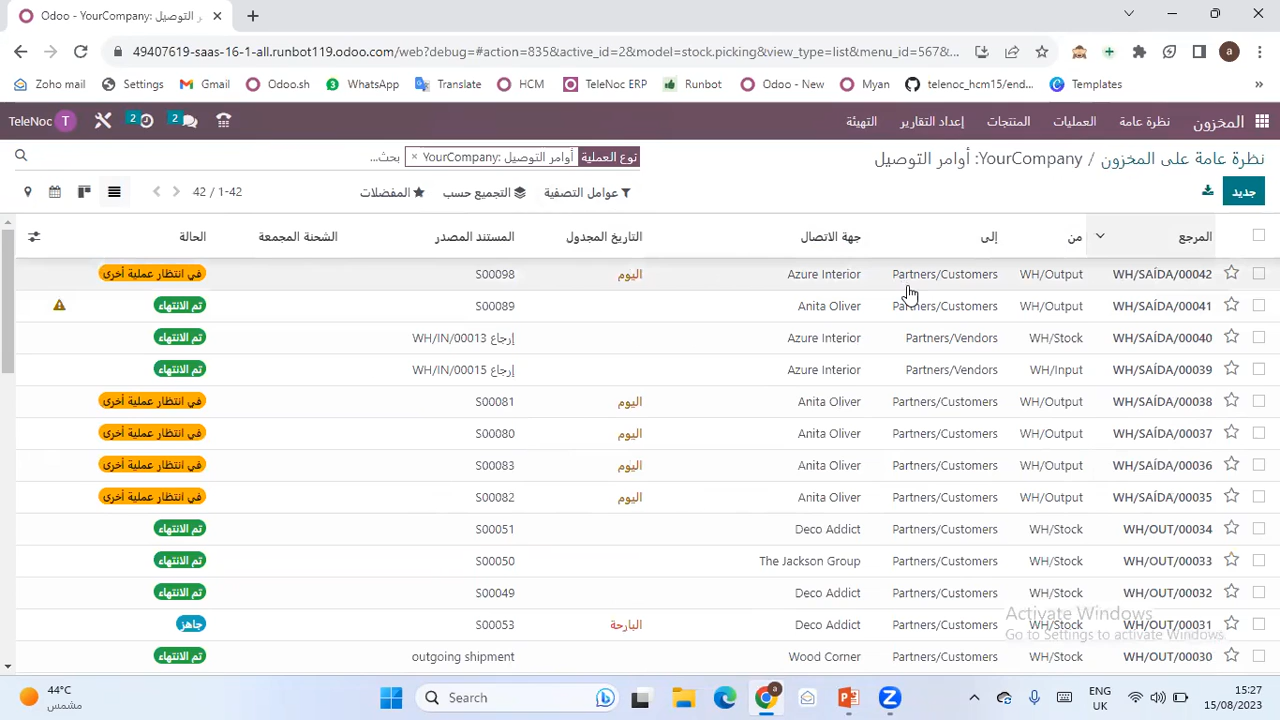 Odoo - YourCompany: أوامر التوصيل
49407619-saas-16-1-all.runbot119.odoo.com/web?debug=#action=835&active_id=2&model=stock.picking&view_type=list&menu_id=567&...
Zoho mail Settings Gmail Odoo.sh WhatsApp Translate HCM TeleNoc ERP Runbot Odoo - New Myan telenoc_hcm15/end... Templates »
المخزون نظرة عامة العمليات المنتجات إعداد التقارير التهيئة 2 2 TeleNoc T
نظرة عامة على المخزون / YourCompany: أوامر التوصيل
نوع العملية YourCompany: أوامر التوصيل × بحث...
جديد عوامل التصفية التجميع حسب المفضلات 42 / 1-42
المرجع من إلى جهة الاتصال التاريخ المجدول المستند المصدر الشحنة المجمعة الحالة
WH/SAÍDA/00042 WH/Output Partners/Customers Azure Interior اليوم S00098 في انتظار عملية أخرى
WH/SAÍDA/00041 WH/Output Partners/Customers Anita Oliver S00089 تم الانتهاء
WH/SAÍDA/00040 WH/Stock Partners/Vendors Azure Interior إرجاع WH/IN/00013 تم الانتهاء
WH/SAÍDA/00039 WH/Input Partners/Vendors Azure Interior إرجاع WH/IN/00015 تم الانتهاء
WH/SAÍDA/00038 WH/Output Partners/Customers Anita Oliver اليوم S00081 في انتظار عملية أخرى
WH/SAÍDA/00037 WH/Output Partners/Customers Anita Oliver اليوم S00080 في انتظار عملية أخرى
WH/SAÍDA/00036 WH/Output Partners/Customers Anita Oliver اليوم S00083 في انتظار عملية أخرى
WH/SAÍDA/00035 WH/Output Partners/Customers Anita Oliver اليوم S00082 في انتظار عملية أخرى
WH/OUT/00034 WH/Stock Partners/Customers Deco Addict S00051 تم الانتهاء
WH/OUT/00033 WH/Stock Partners/Customers The Jackson Group S00050 تم الانتهاء
WH/OUT/00032 WH/Stock Partners/Customers Deco Addict S00049 تم الانتهاء
WH/OUT/00031 WH/Stock Partners/Customers Deco Addict البارحة S00053 جاهز
WH/OUT/00030 WH/Stock Partners/Customers Wood Corner outgoing shipment تم الانتهاء
Activate Windows
Go to Settings to activate Windows.
44°C
مشمس
Search
ENG
UK
15:27
15/08/2023